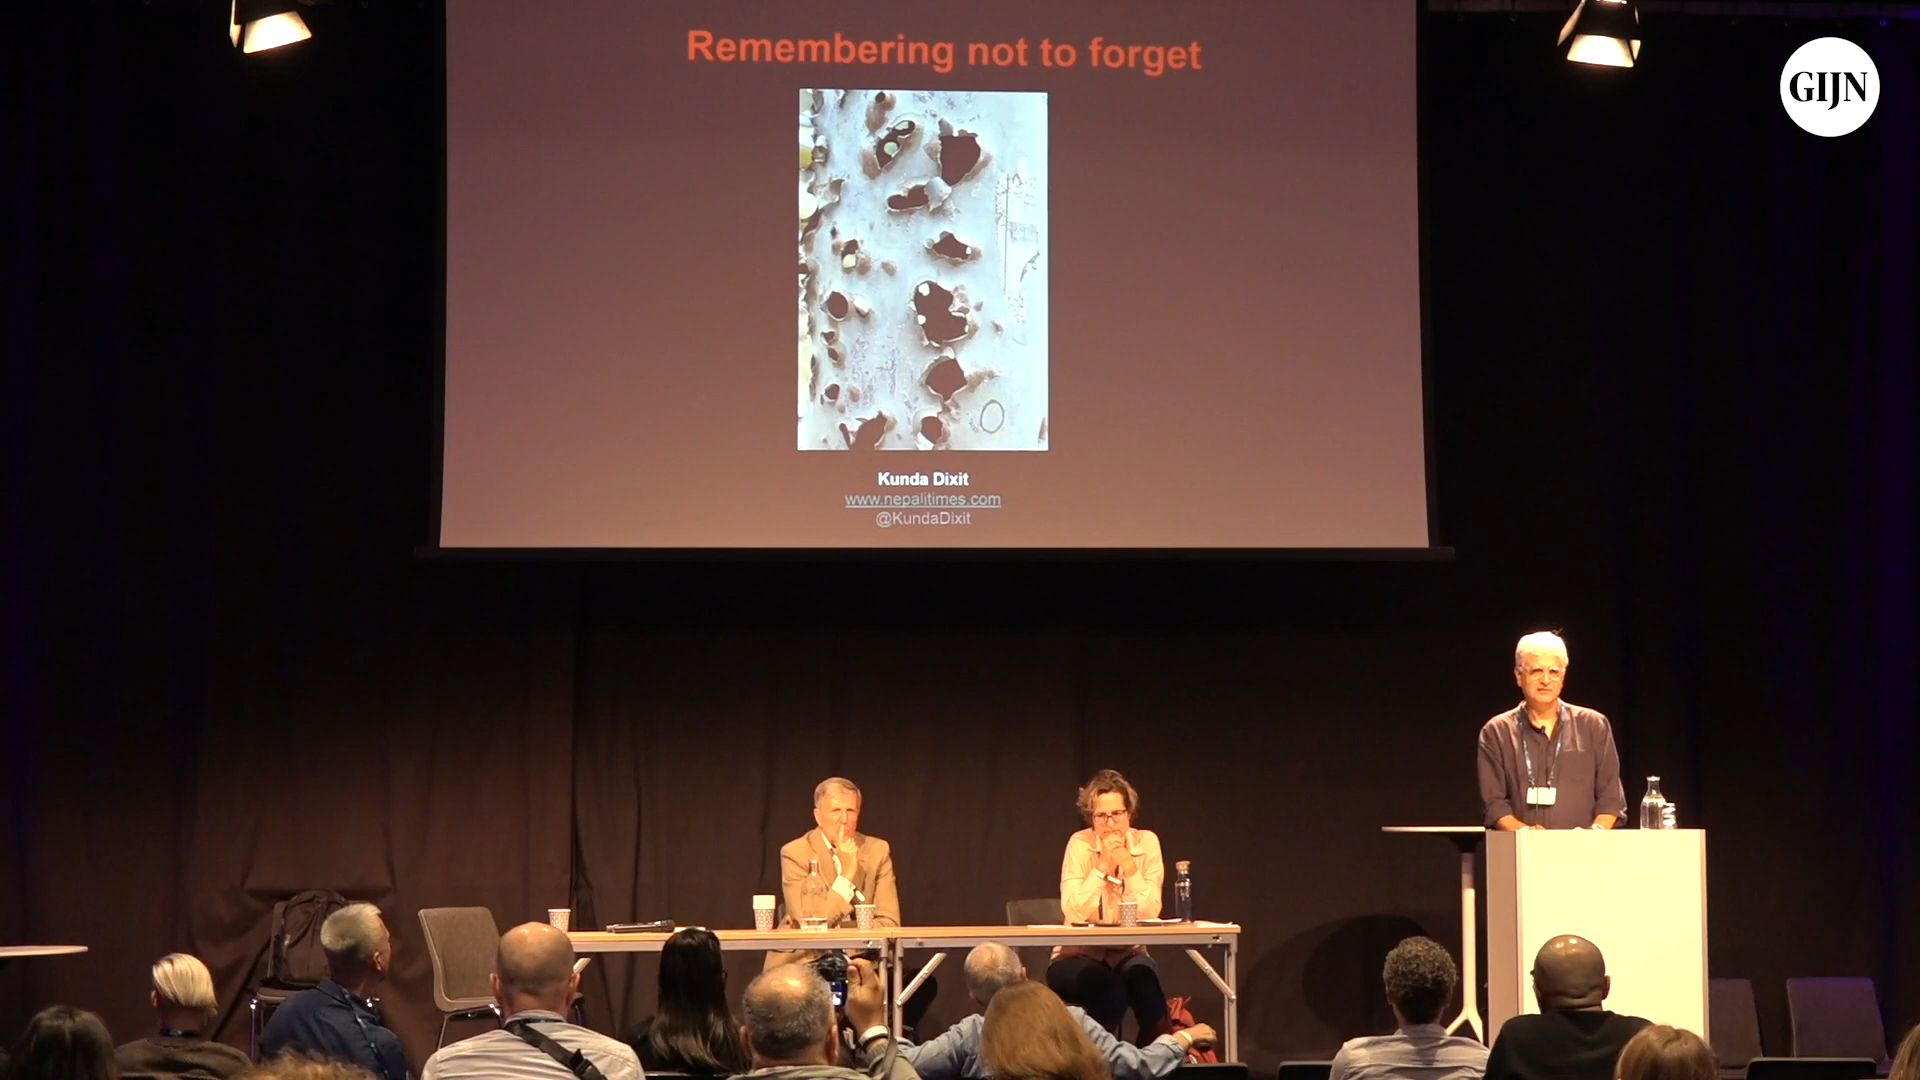 Remembering not to forget
GIJN
Kunda Dixit
www.nepalitimes.com
@KundaDixit